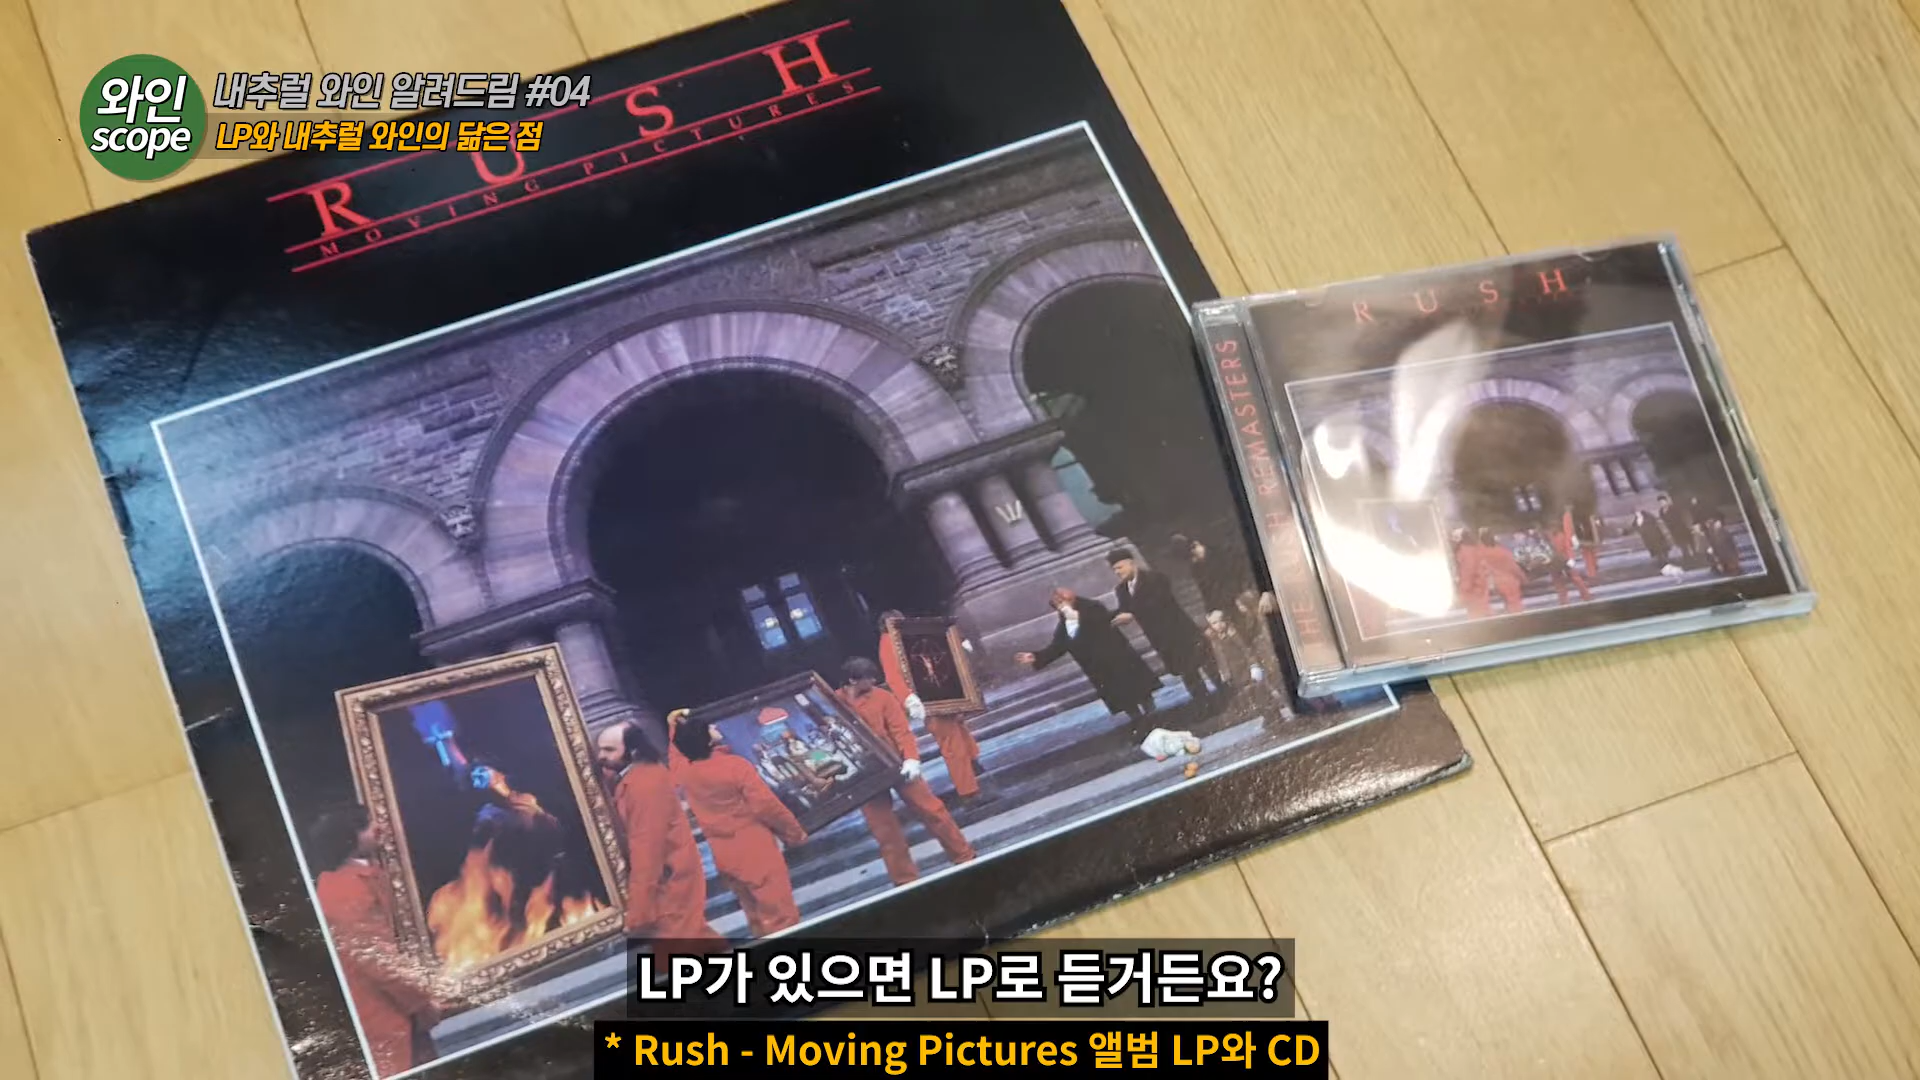 와인
scope
내추럴 와인 알려드림 #04
LP와 내추럴 와인의 닮은 점
RUSH
MOVING PICTURES
RUSH
THE RUSH REMASTERS
LP가 있으면 LP로 듣거든요?
* Rush - Moving Pictures 앨범 LP와 CD